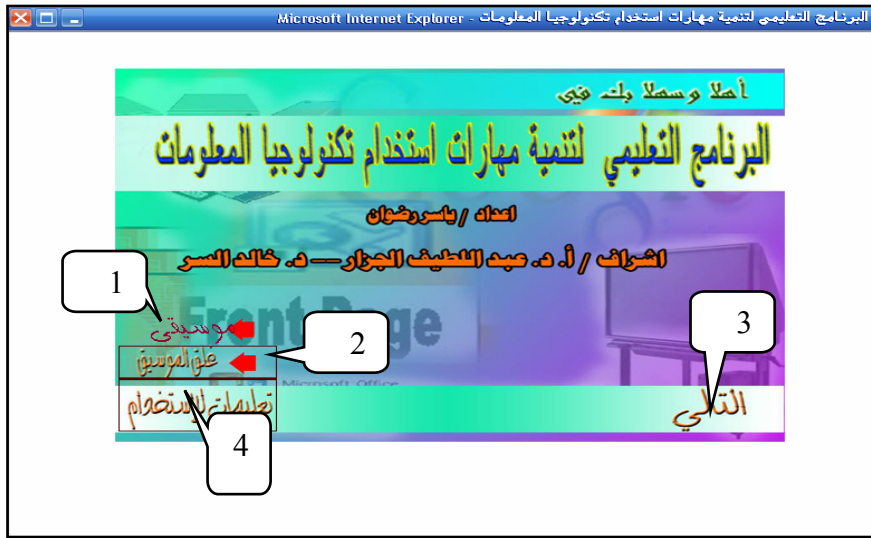 البرنامج التعليمي لتنمية مهارات استخدام تكنولوجيا المعلومات - Microsoft Internet Explorer
أهلا وسهلا بك في
البرنامج التعليمي لتنمية مهارات استخدام تكنولوجيا المعلومات
اعداد / ياسر رضوان
اشراف / أ. د. عبد اللطيف الجزار –– د. خالد السر
1
موسيقى
Front Page
2
3
غلق الموسيقى
Microsoft Office
تعليمات الاستخدام
التالي
4